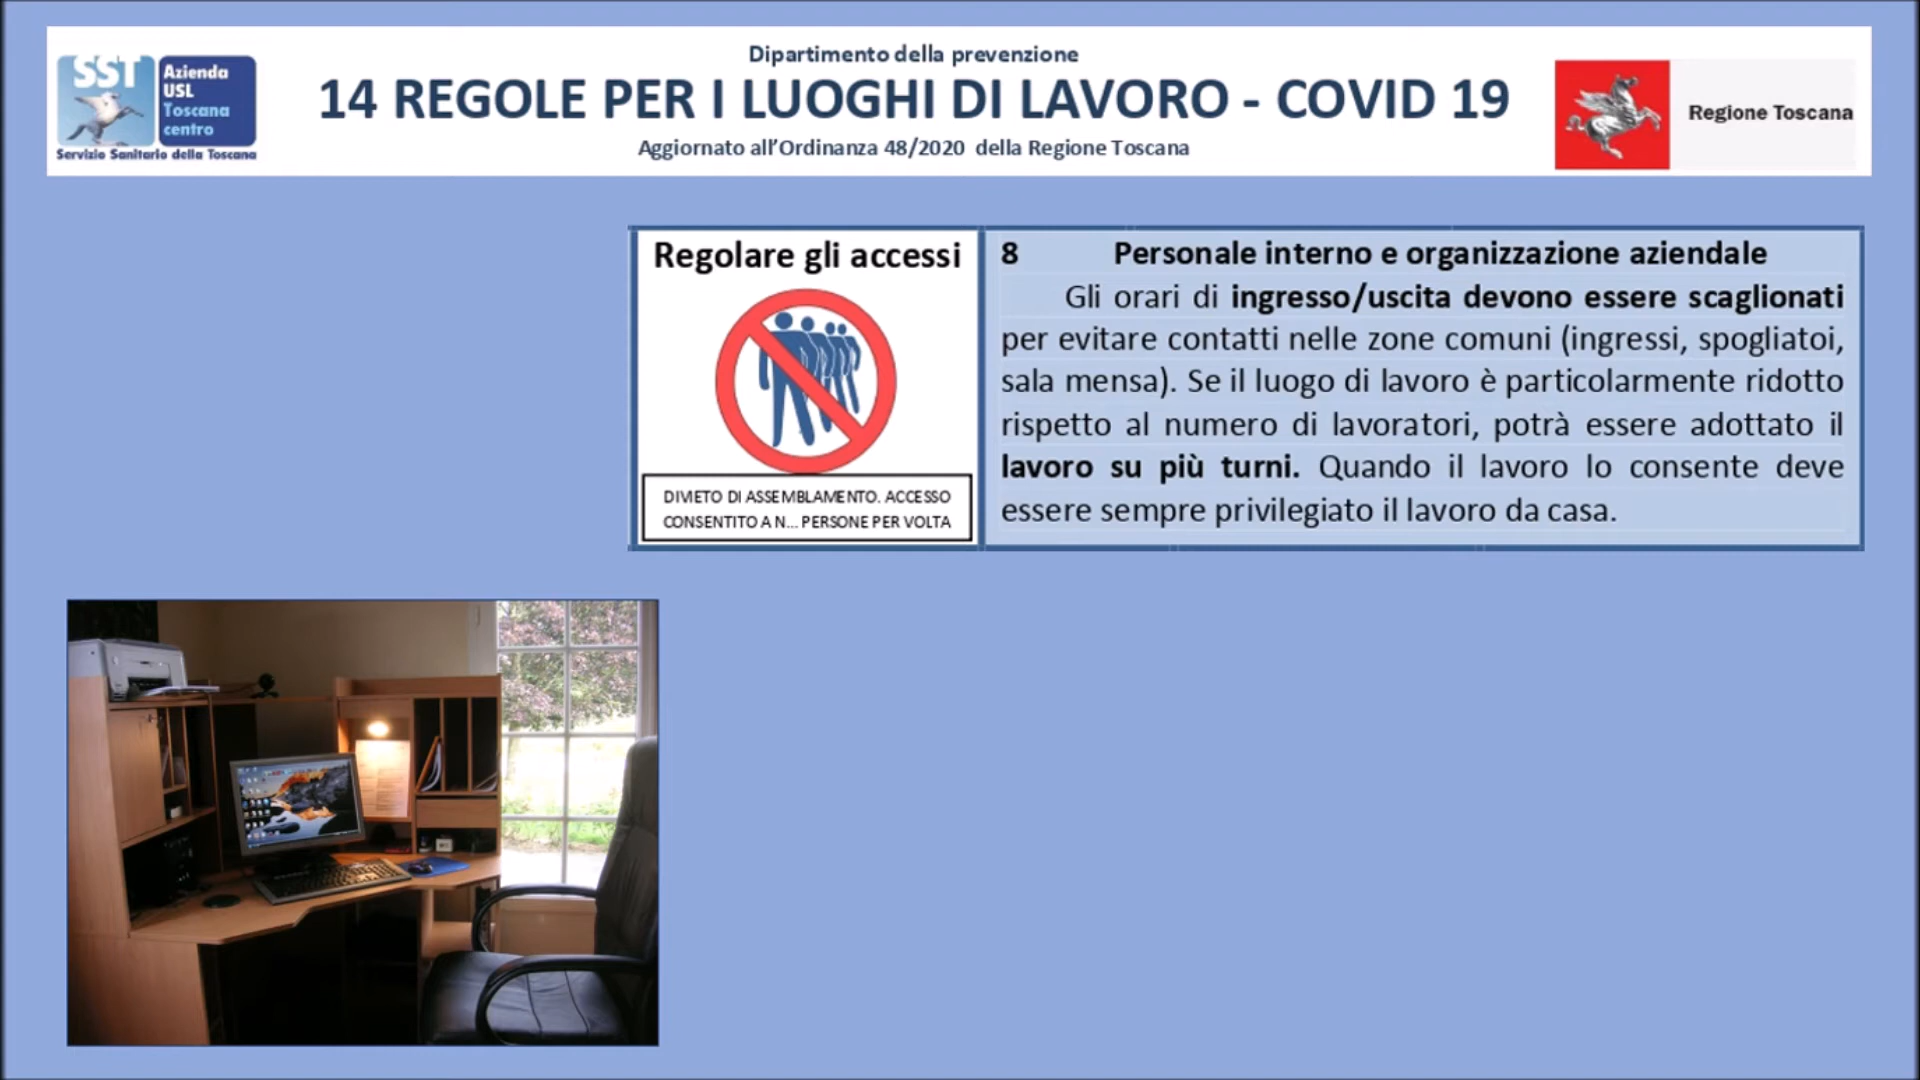 SST
Azienda
USL
Toscana
centro
Servizio Sanitario della Toscana
Dipartimento della prevenzione
14 REGOLE PER I LUOGHI DI LAVORO - COVID 19
Aggiornato all'Ordinanza 48/2020 della Regione Toscana
Regione Toscana
Regolare gli accessi
DIVIETO DI ASSEMBLAMENTO. ACCESSO
CONSENTITO A N... PERSONE PER VOLTA
8 Personale interno e organizzazione aziendale
Gli orari di ingresso/uscita devono essere scaglionati
per evitare contatti nelle zone comuni (ingressi, spogliatoi,
sala mensa). Se il luogo di lavoro è particolarmente ridotto
rispetto al numero di lavoratori, potrà essere adottato il
lavoro su più turni. Quando il lavoro lo consente deve
essere sempre privilegiato il lavoro da casa.